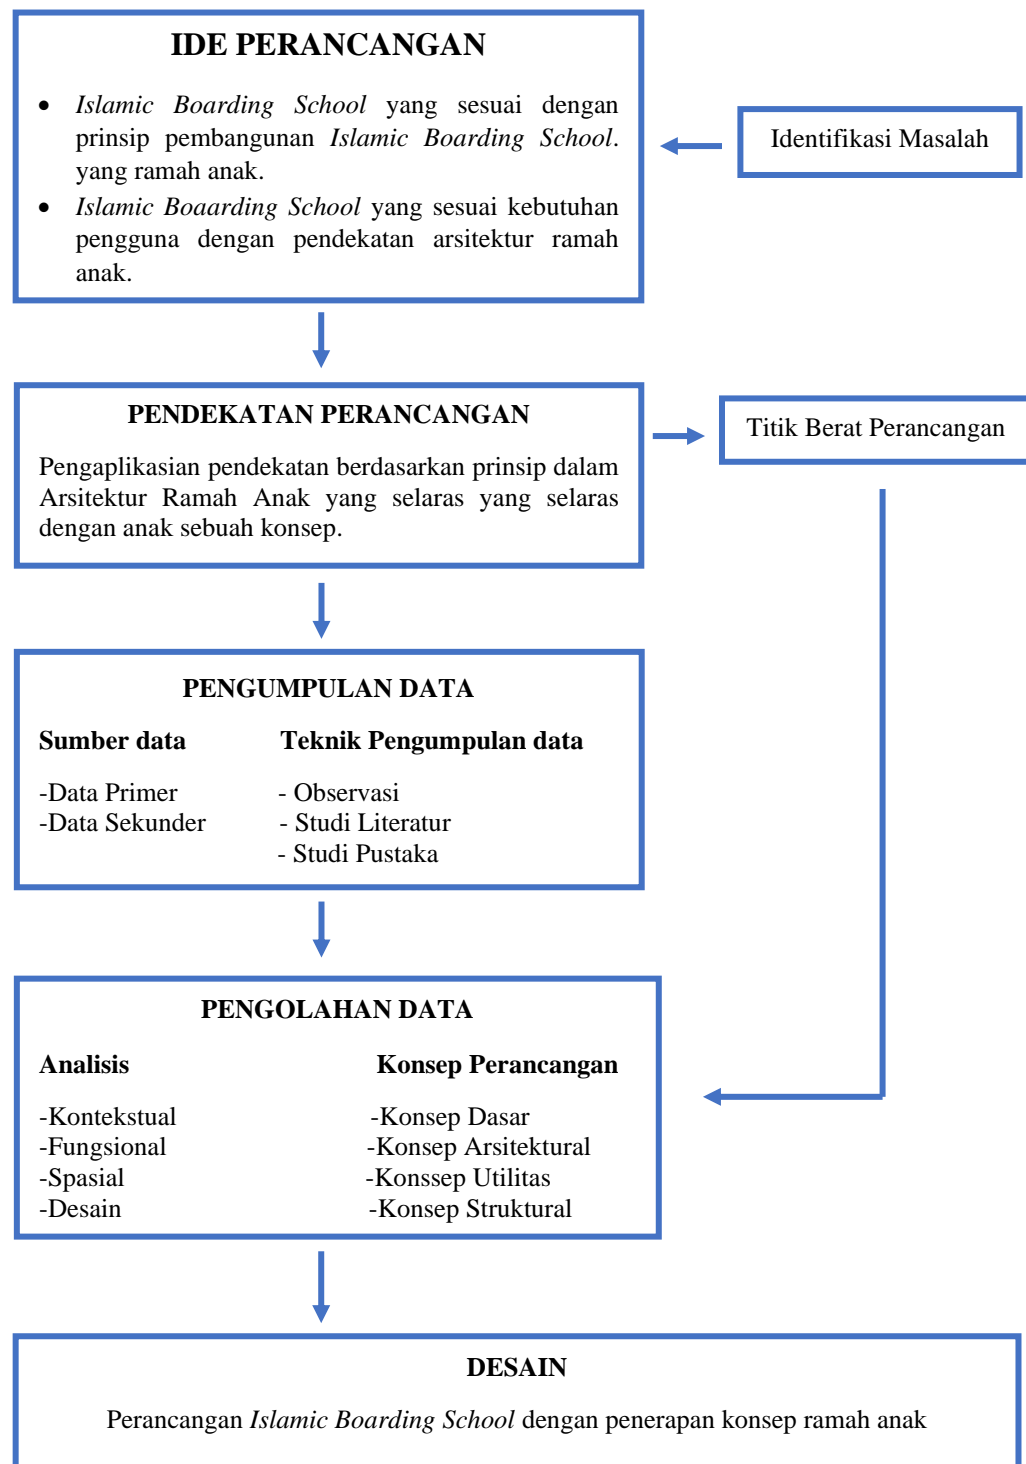 IDE PERANCANGAN
• Islamic Boarding School yang sesuai dengan
prinsip pembangunan Islamic Boarding School.
yang ramah anak.
• Islamic Boaarding School yang sesuai kebutuhan
pengguna dengan pendekatan arsitektur ramah
anak.
Identifikasi Masalah
PENDEKATAN PERANCANGAN
Pengaplikasian pendekatan berdasarkan prinsip dalam
Arsitektur Ramah Anak yang selaras yang selaras
dengan anak sebuah konsep.
Titik Berat Perancangan
PENGUMPULAN DATA
Sumber data Teknik Pengumpulan data
-Data Primer - Observasi
-Data Sekunder - Studi Literatur
- Studi Pustaka
PENGOLAHAN DATA
Analisis Konsep Perancangan
-Kontekstual -Konsep Dasar
-Fungsional -Konsep Arsitektural
-Spasial -Konssep Utilitas
-Desain -Konsep Struktural
DESAIN
Perancangan Islamic Boarding School dengan penerapan konsep ramah anak